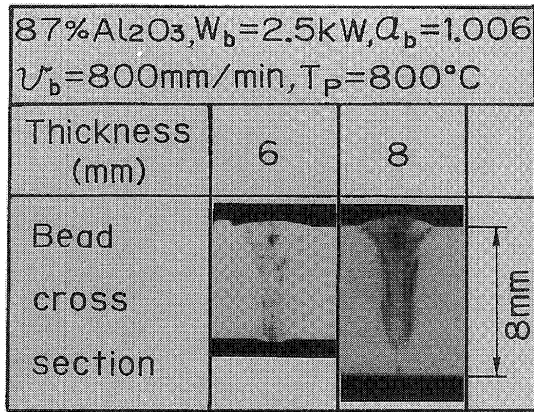 87%Al2O3,Wb=2.5kW,ab=1.006
vb=800mm/min,TP=800°C
Thickness
(mm)
6
8
Bead
cross
section
8mm